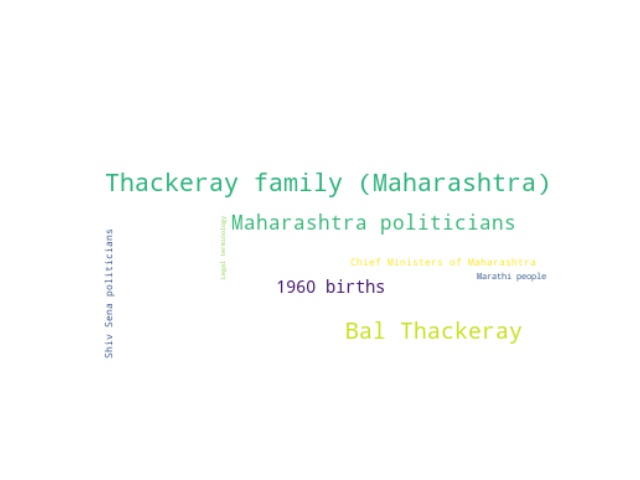 Thackeray family (Maharashtra)
Maharashtra politicians
Legal terminology
Shiv Sena politicians
Chief Ministers of Maharashtra
Marathi people
1960 births
Bal Thackeray